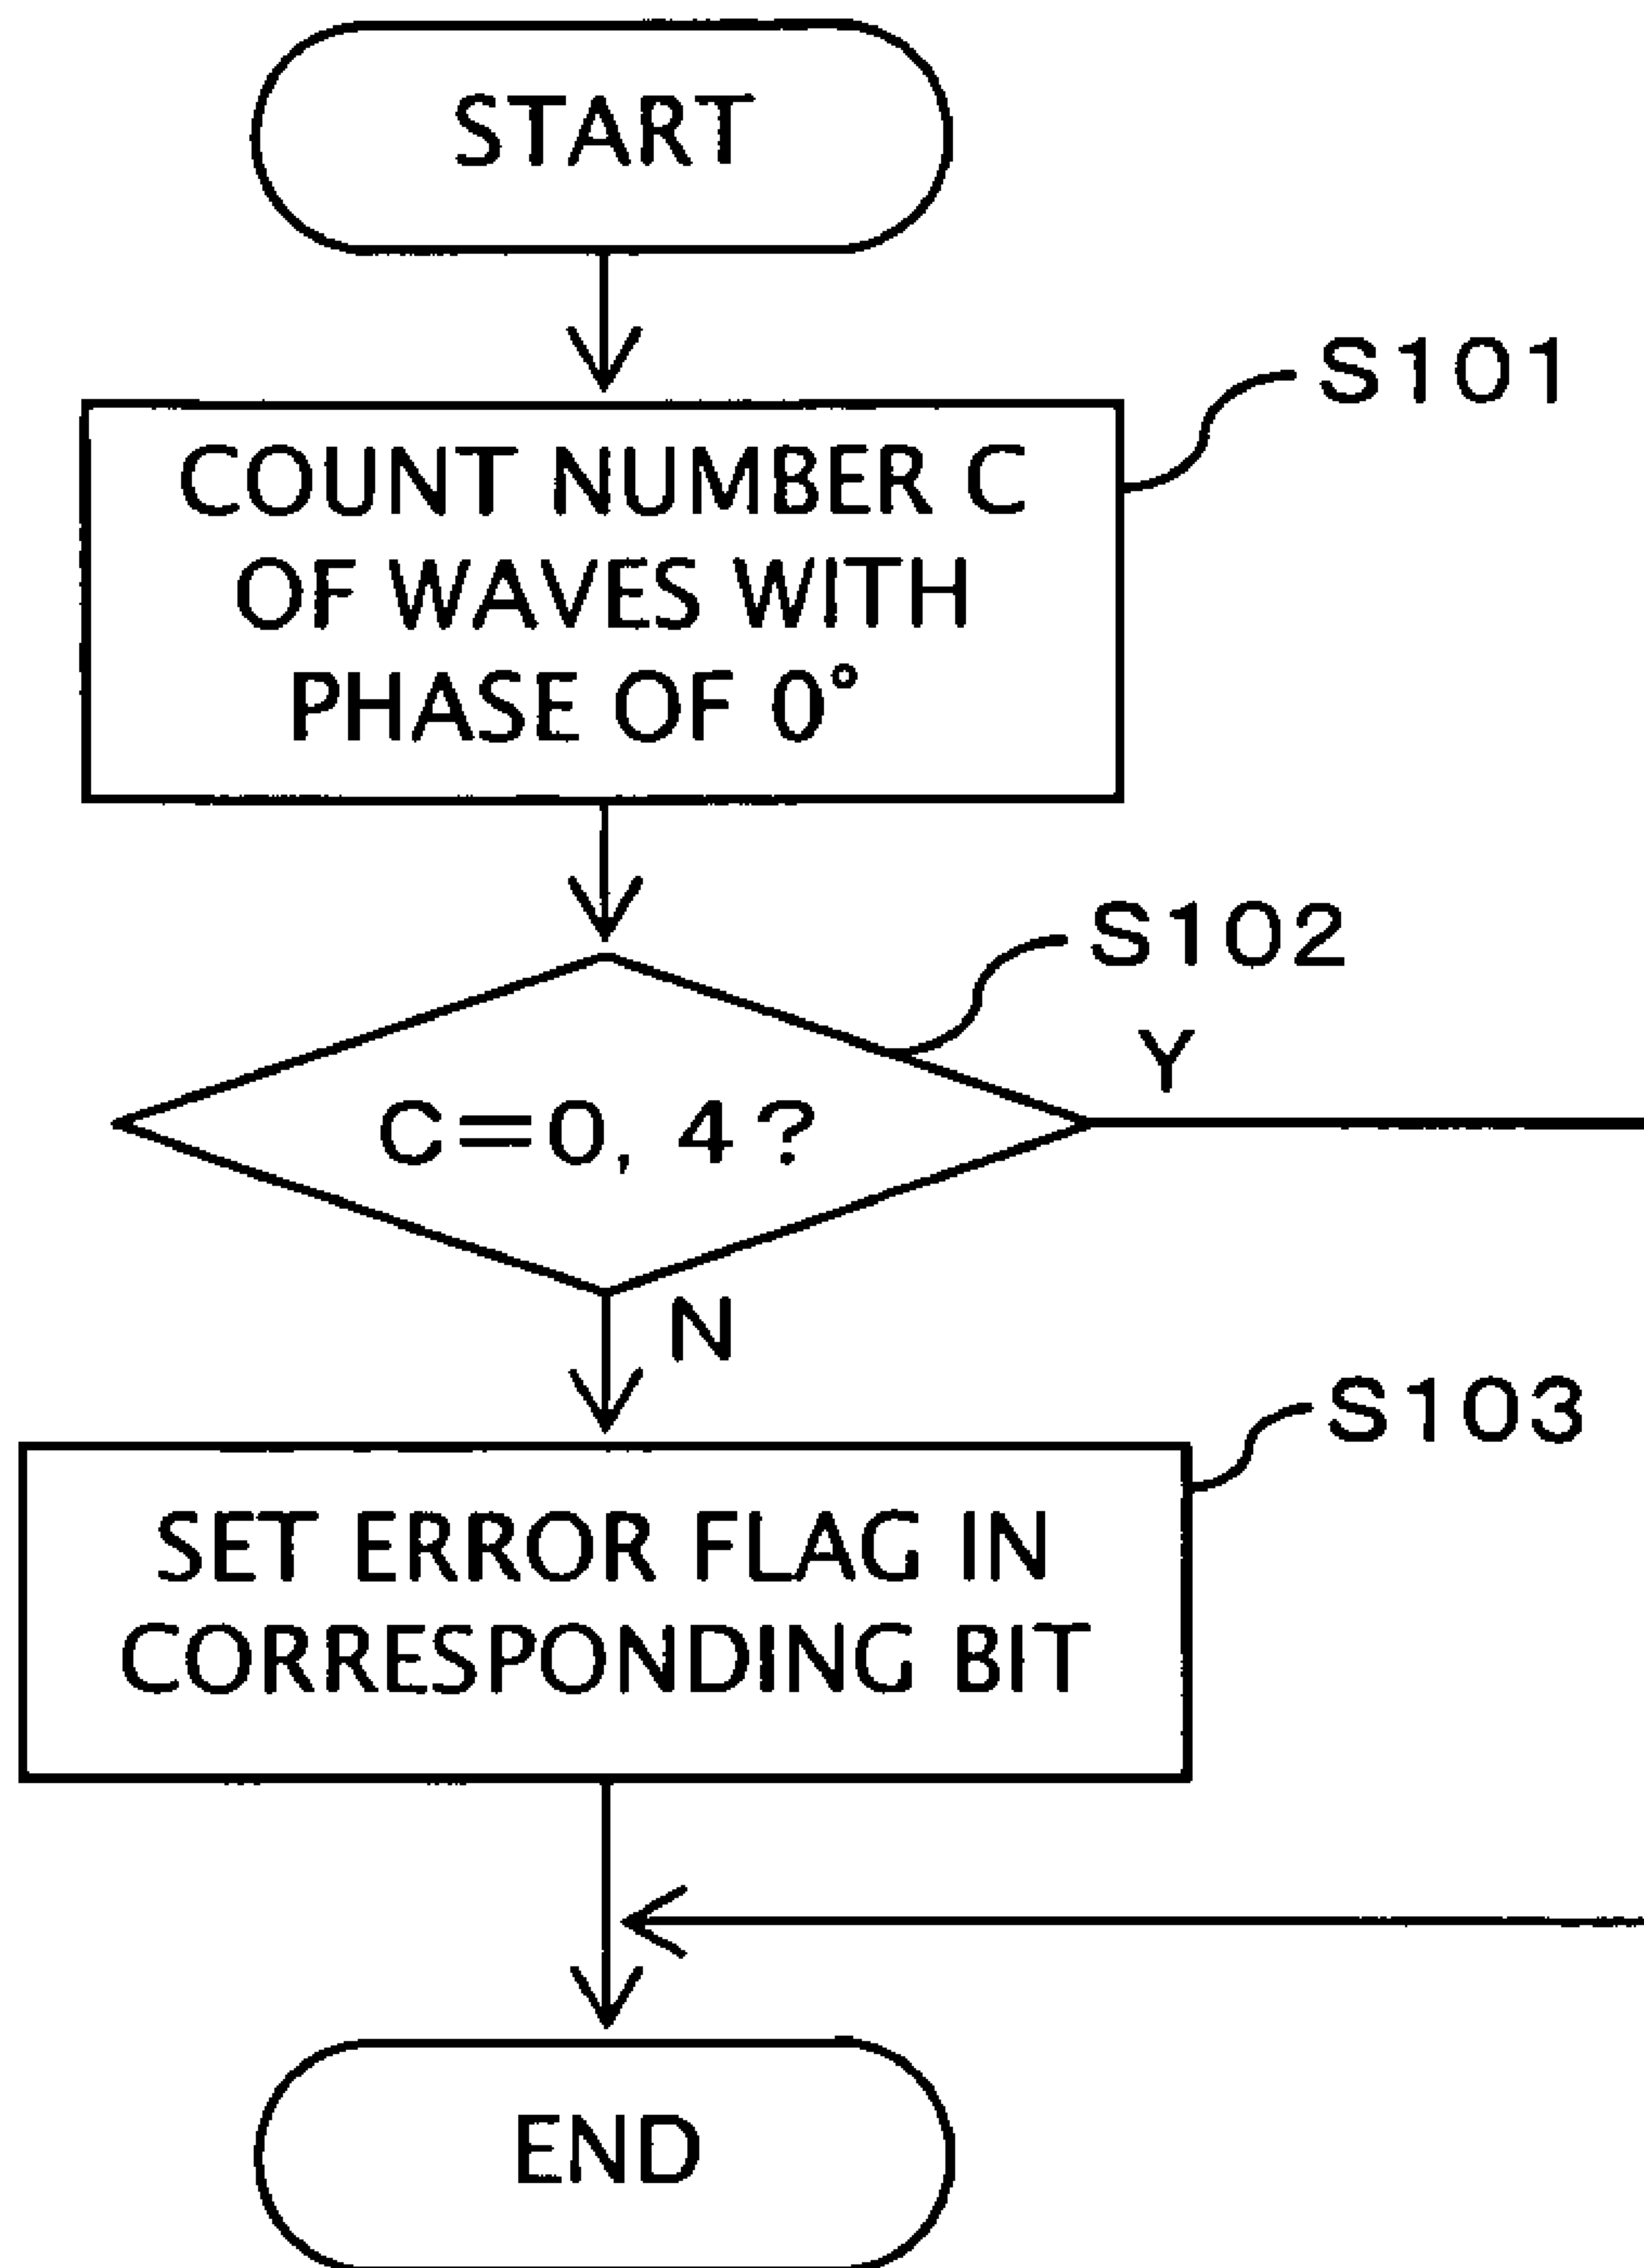 START
S101
COUNT NUMBER C
OF WAVES WITH
PHASE OF 0°
S102
Y
C=0, 4?
N
S103
SET ERROR FLAG IN
CORRESPONDING BIT
END